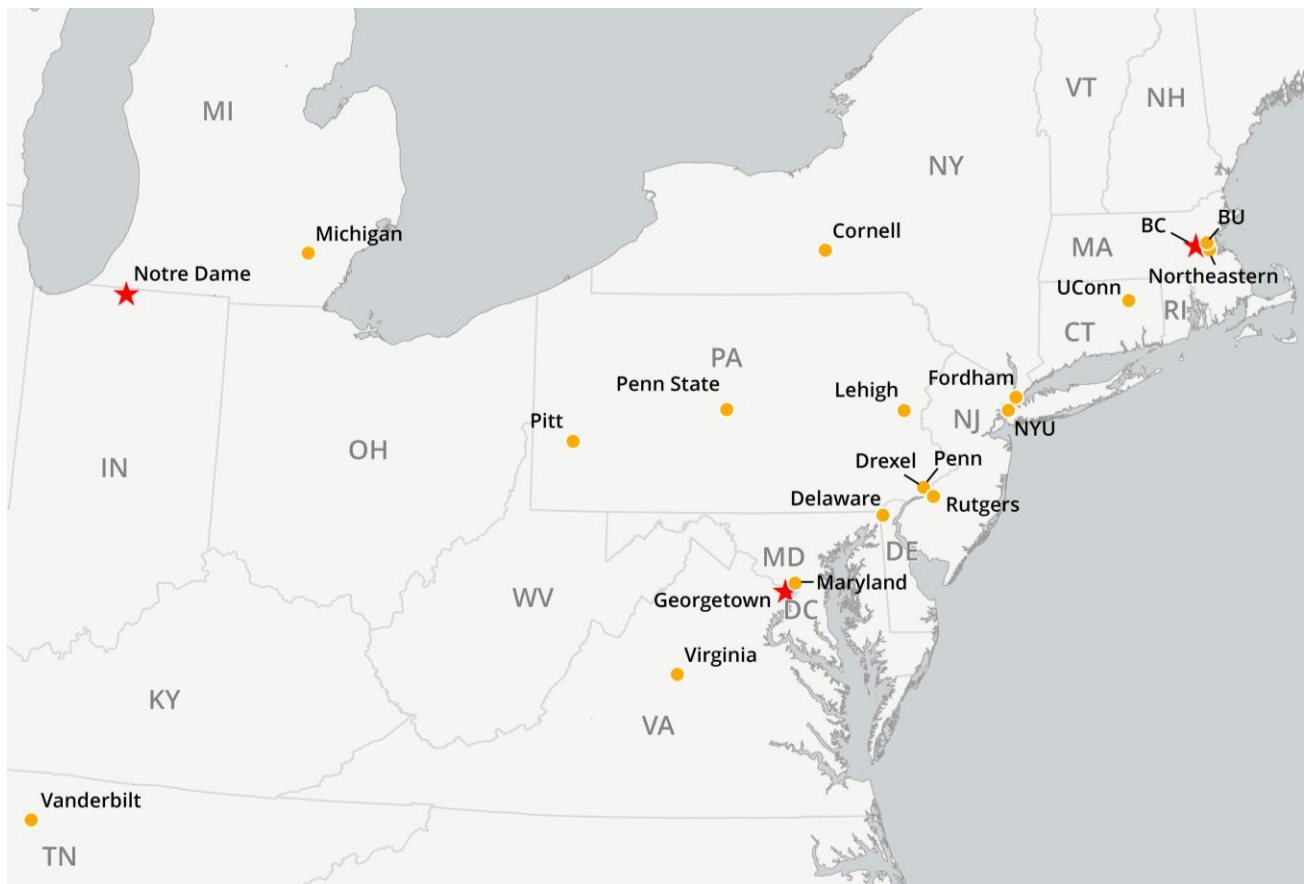 VT
NH
MI
NY
Michigan
Cornell
BC
BU
MA
Notre Dame
Northeastern
UConn
RI
CT
PA
Penn State
Lehigh
Fordham
NJ
NYU
Pitt
OH
IN
Drexel
Penn
Delaware
Rutgers
MD
DE
Maryland
WV
Georgetown
DC
Virginia
KY
VA
Vanderbilt
TN